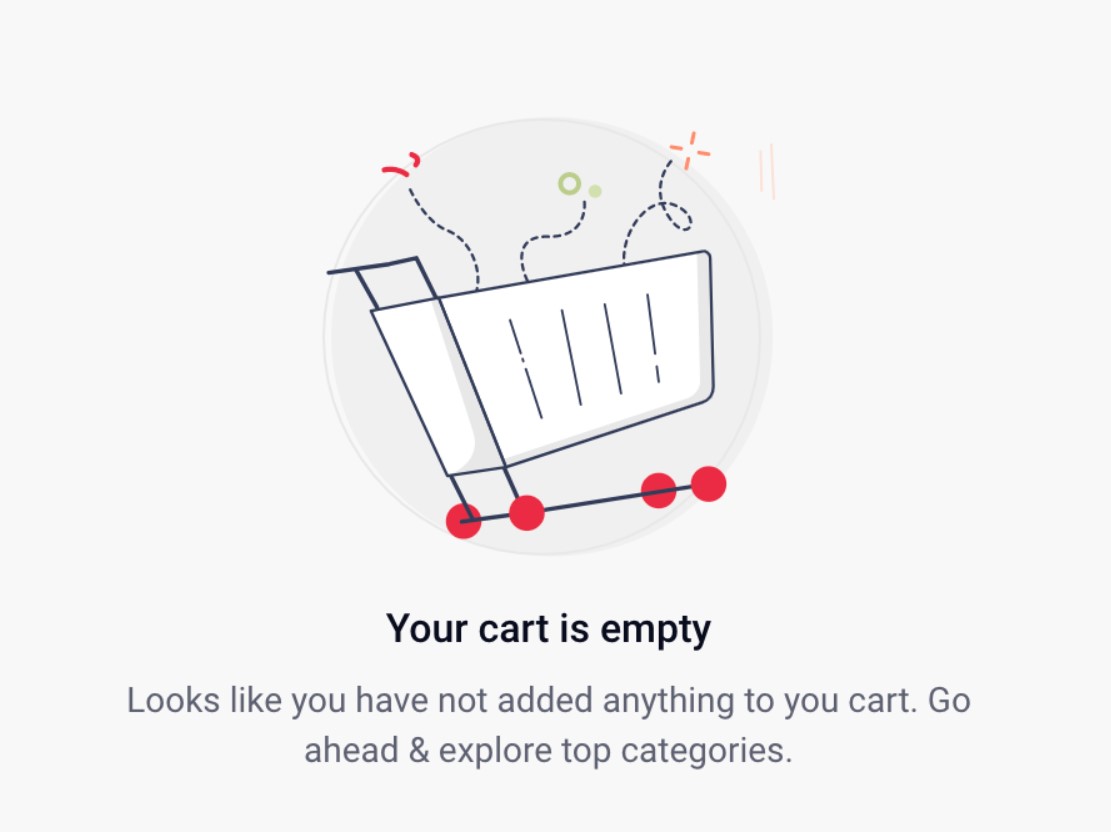 Your cart is empty
Looks like you have not added anything to you cart. Go
ahead & explore top categories.